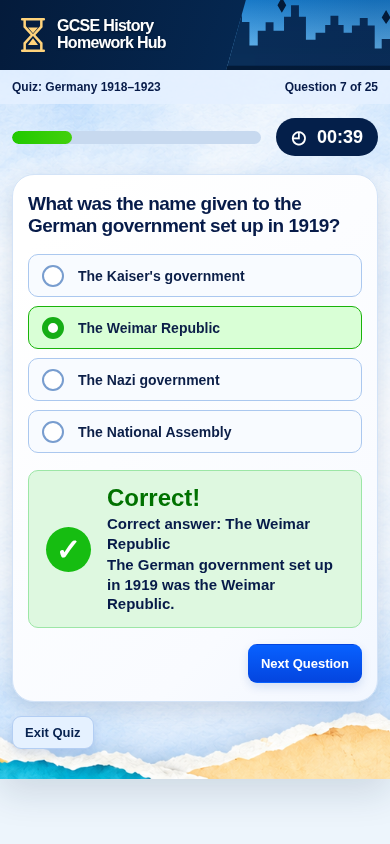 GCSE History
Homework Hub
Quiz: Germany 1918–1923
Question 7 of 25
00:39
What was the name given to the
German government set up in 1919?
The Kaiser's government
The Weimar Republic
The Nazi government
The National Assembly
Correct!
Correct answer: The Weimar
Republic
The German government set up
in 1919 was the Weimar
Republic.
Next Question
Exit Quiz